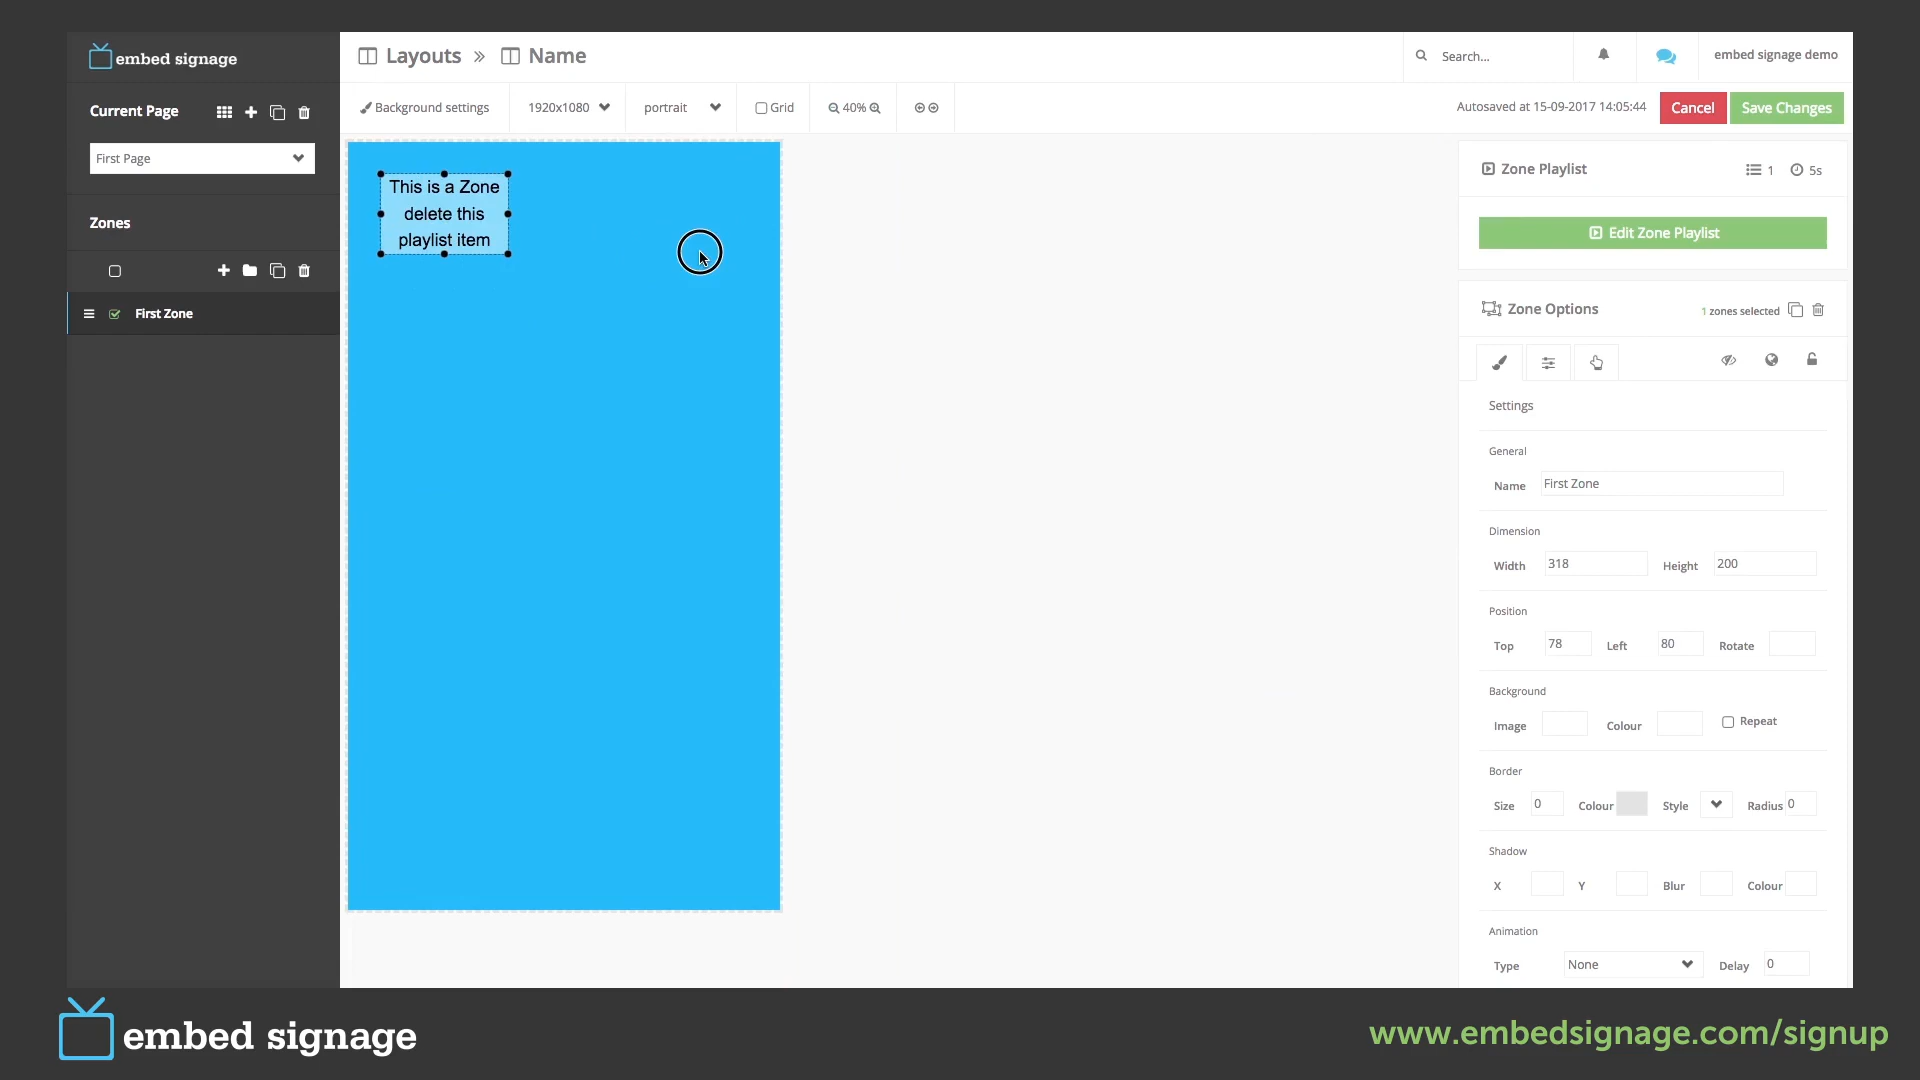 embed signage
Layouts » Name
Search...
embed signage demo
Current Page
Background settings
1920x1080
portrait
Grid
40%
Autosaved at 15-09-2017 14:05:44
Cancel
Save Changes
First Page
Zones
First Zone
This is a Zone
delete this
playlist item
Zone Playlist
1
5s
Edit Zone Playlist
Zone Options
1 zones selected
Settings
General
Name First Zone
Dimension
Width 318 Height 200
Position
Top 78 Left 80 Rotate
Background
Image Colour Repeat
Border
Size 0 Colour Style Radius 0
Shadow
X Y Blur Colour
Animation
Type None Delay 0
embed signage
www.embedsignage.com/signup